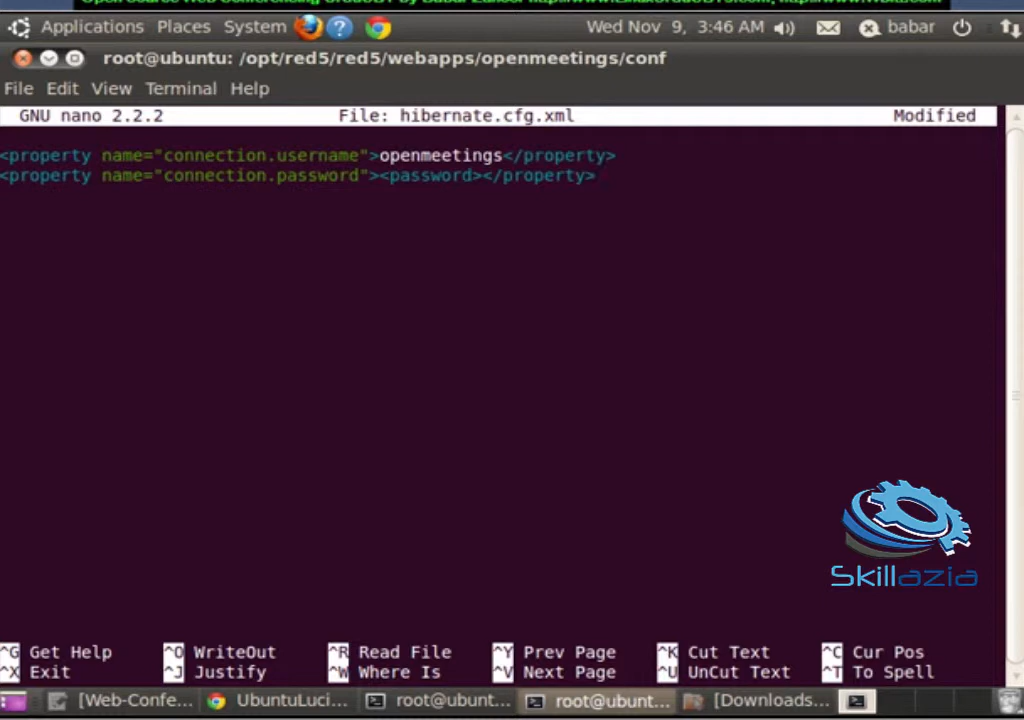 Applications Places System ? Wed Nov 9, 3:46 AM babar
root@ubuntu: /opt/red5/red5/webapps/openmeetings/conf
File Edit View Terminal Help
GNU nano 2.2.2 File: hibernate.cfg.xml Modified
<property name="connection.username">openmeetings</property>
<property name="connection.password"><password></property>
Skillazia
^G Get Help ^O WriteOut ^R Read File ^Y Prev Page ^K Cut Text ^C Cur Pos
^X Exit ^J Justify ^W Where Is ^V Next Page ^U UnCut Text ^T To Spell
[Web-Confe... UbuntuLuci... root@ubunt... root@ubunt... [Downloads...